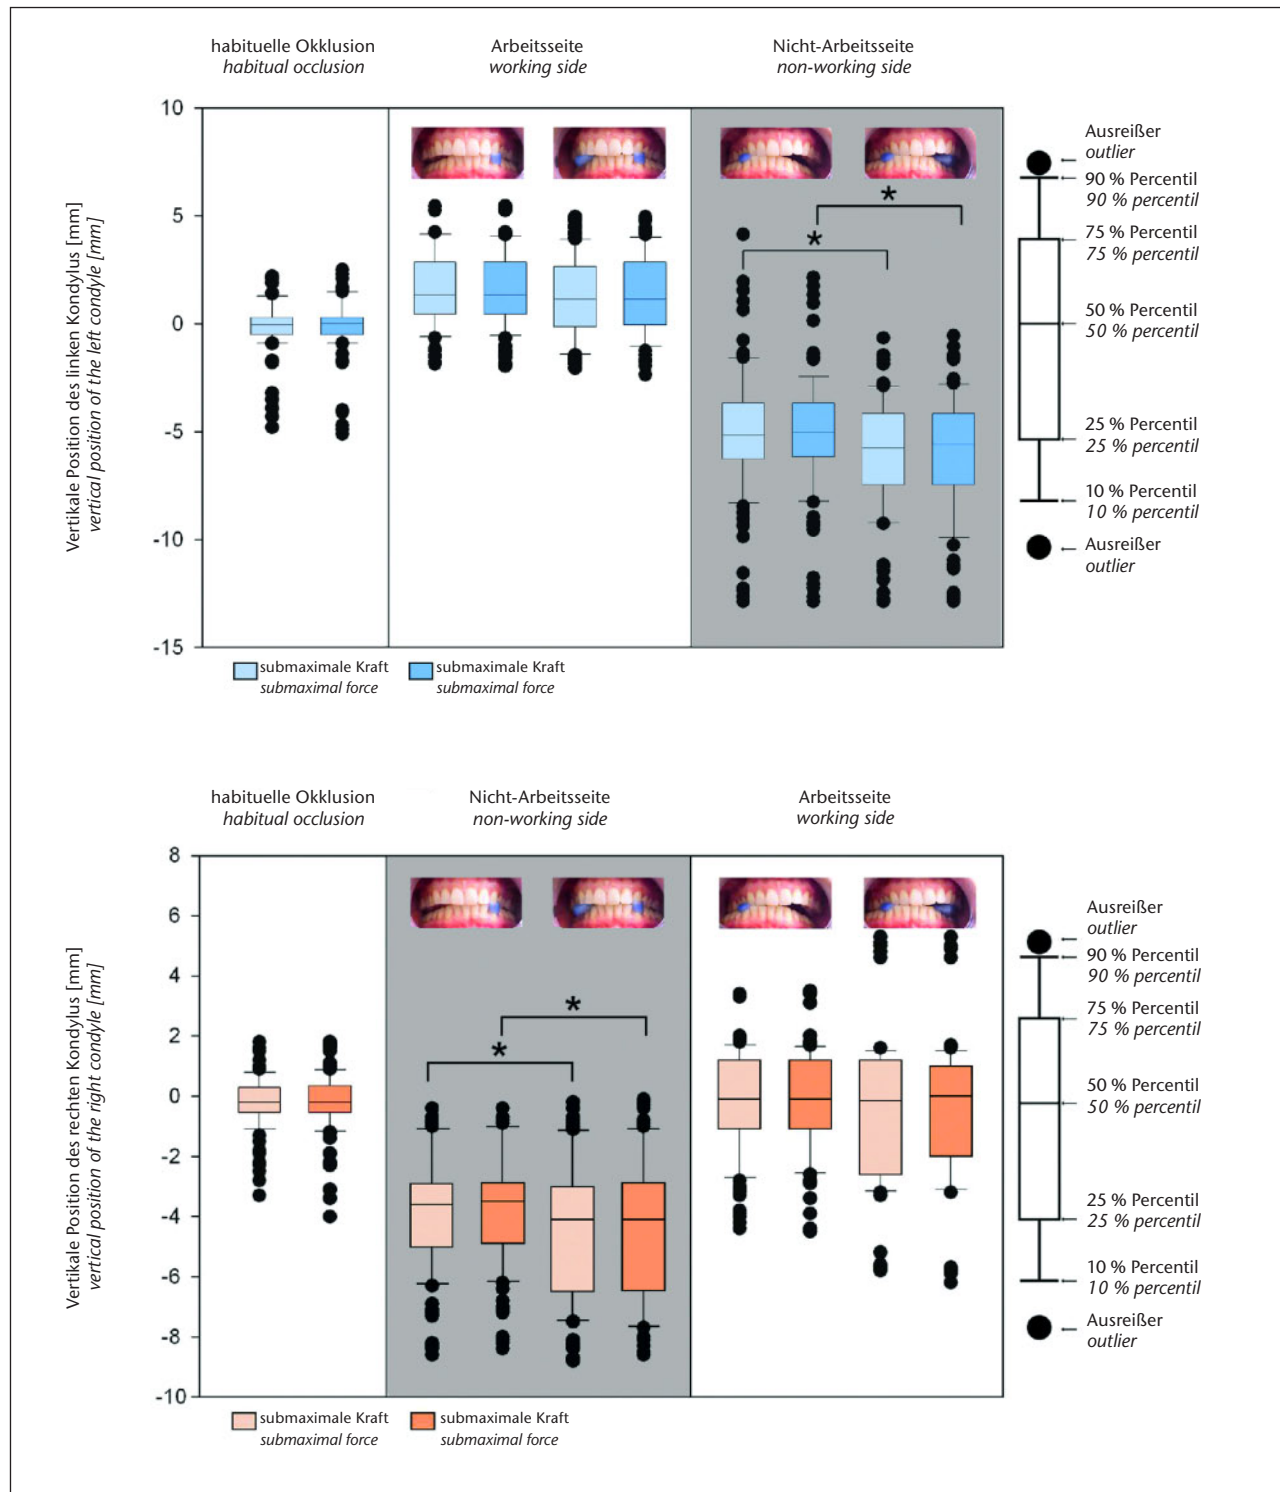 habituelle Okklusion
habitual occlusion
Arbeitsseite
working side
Nicht-Arbeitsseite
non-working side
Vertikale Position des linken Kondylus [mm]
vertical position of the left condyle [mm]
10
5
0
-5
-10
-15
*
*
Ausreißer
outlier
90 % Percentil
90 % percentil
75 % Percentil
75 % percentil
50 % Percentil
50 % percentil
25 % Percentil
25 % percentil
10 % Percentil
10 % percentil
Ausreißer
outlier
submaximale Kraft
submaximal force
submaximale Kraft
submaximal force
habituelle Okklusion
habitual occlusion
Nicht-Arbeitsseite
non-working side
Arbeitsseite
working side
Vertikale Position des rechten Kondylus [mm]
vertical position of the right condyle [mm]
8
6
4
2
0
-2
-4
-6
-8
-10
*
*
Ausreißer
outlier
90 % Percentil
90 % percentil
75 % Percentil
75 % percentil
50 % Percentil
50 % percentil
25 % Percentil
25 % percentil
10 % Percentil
10 % percentil
Ausreißer
outlier
submaximale Kraft
submaximal force
submaximale Kraft
submaximal force